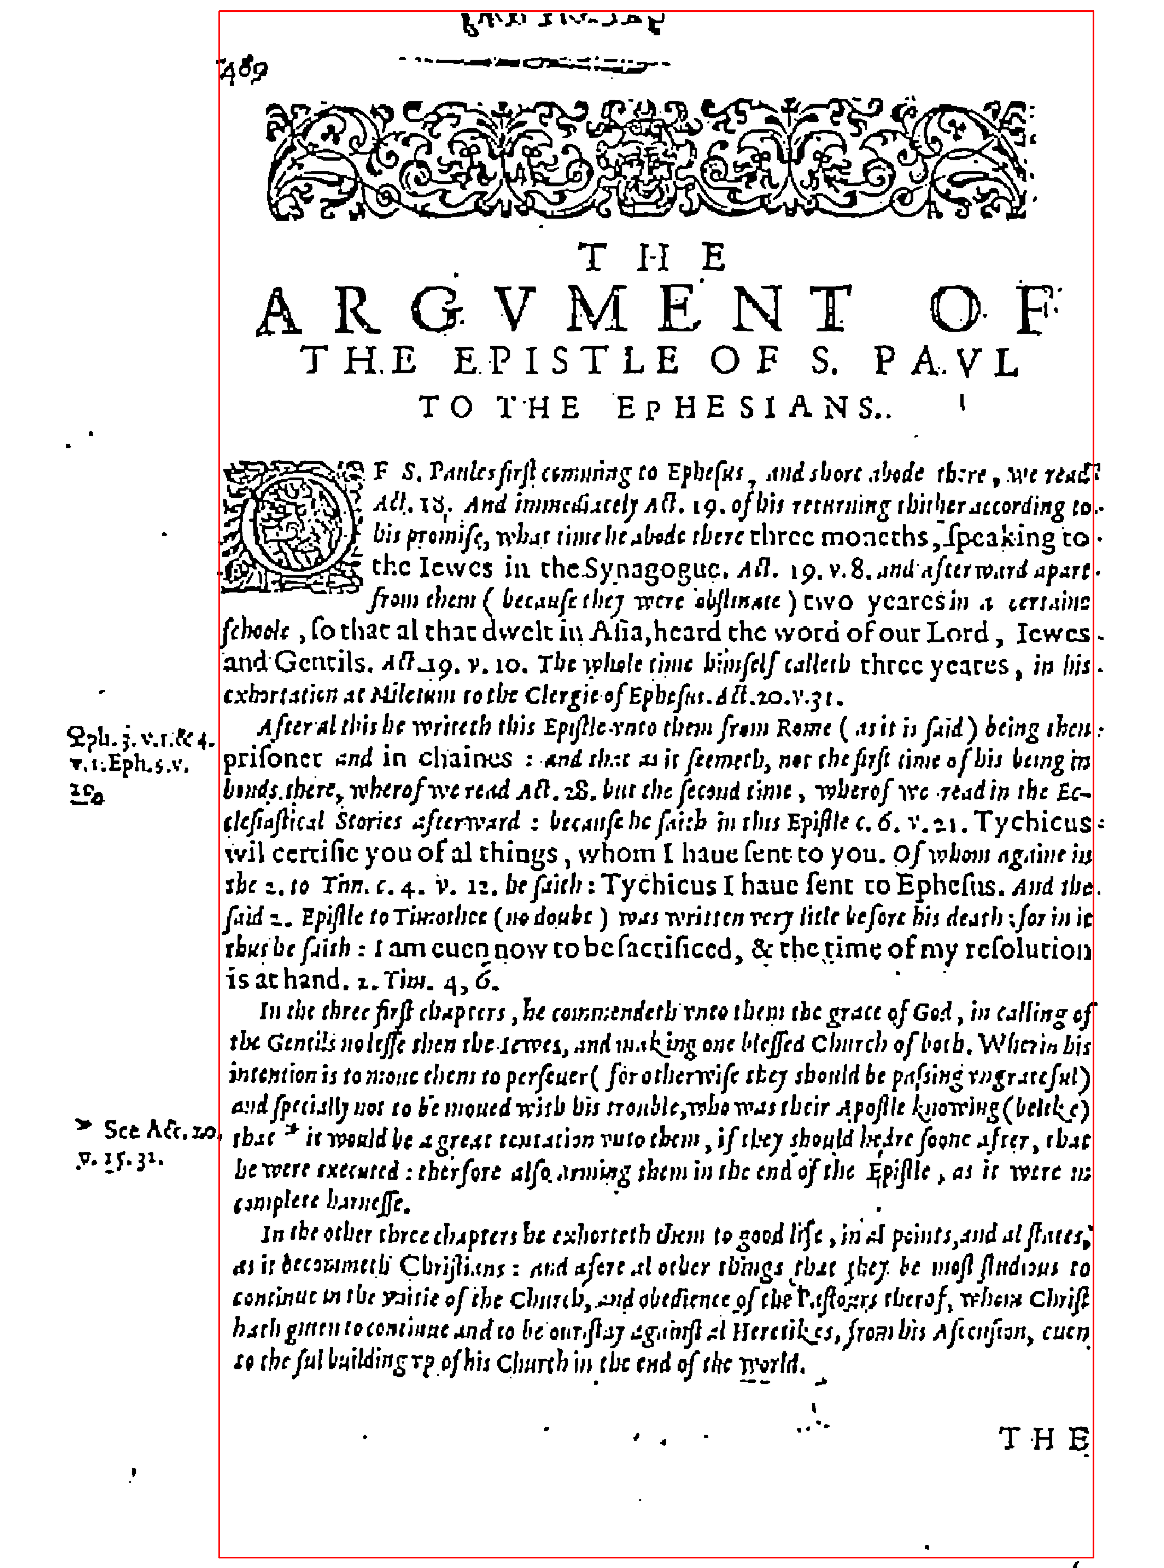 489
THE
ARGVMENT OF
THE EPISTLE OF S. PAVL
TO THE EPHESIANS.
OF S. Paules first comming to Ephesus, and short abode there, we read
Act. 18. And immediately Act. 19. of his returning thither according to
his promise, what time he abode there three moneths, speaking to
the Iewes in the Synagogue. Act. 19. v. 8. and afterward apart
from them (because they were obstinate) two yeares in a certaine
schoole, so that al that dwelt in Asia, heard the word of our Lord, Iewes
and Gentils. Act. 19. v. 10. The whole time himself calleth three yeares, in his
exhortation at Miletum to the Clergie of Ephesus. Act. 20. v. 31.
Eph. 3. v. 1. & 4.
v. 1. Eph. 5. v.
20.
After al this he writeth this Epistle vnto them from Rome (as it is said) being then
prisoner and in chaines: and that as it seemeth, not the first time of his being in
bonds there, wherof we read Act. 28. but the second time, wherof we read in the Ec-
clesiastical Stories afterward: because he saith in this Epistle c. 6. v. 21. Tychicus
wil certifie you of al things, whom I haue sent to you. Of whom againe in
the 2. to Tim. c. 4. v. 12. he saith: Tychicus I haue sent to Ephesus. And the
said 2. Epistle to Timothee (no doubt) was written very litle before his death: for in it
thus he saith: I am euen now to be sacrificed, & the time of my resolution
is at hand. 2. Tim. 4, 6.
In the three first chapters, he commendeth vnto them the grace of God, in calling of
the Gentils no lesse then the Iewes, and making one blessed Church of both. Wherin his
intention is to moue them to perseuer (for otherwise they should be passing vngrateful)
and specially not to be moued with his trouble, who was their Apostle knowing (belike)
See Act. 20,
v. 25. 31.
that * it would be a great tentation vnto them, if they should heare soone after, that
he were executed: therfore also arming them in the end of the Epistle, as it were in
complete harnesse.
In the other three chapters he exhorteth them to good life, in al points, and al states,
as it becommeth Christians: and afore al other things that they be most studious to
continue in the vnitie of the Church, and obedience of the Pastours therof, whom Christ
hath giuen to continue and to be our stay against al Heretikes, from his Ascension, euen
to the ful building vp of his Church in the end of the world.
THE